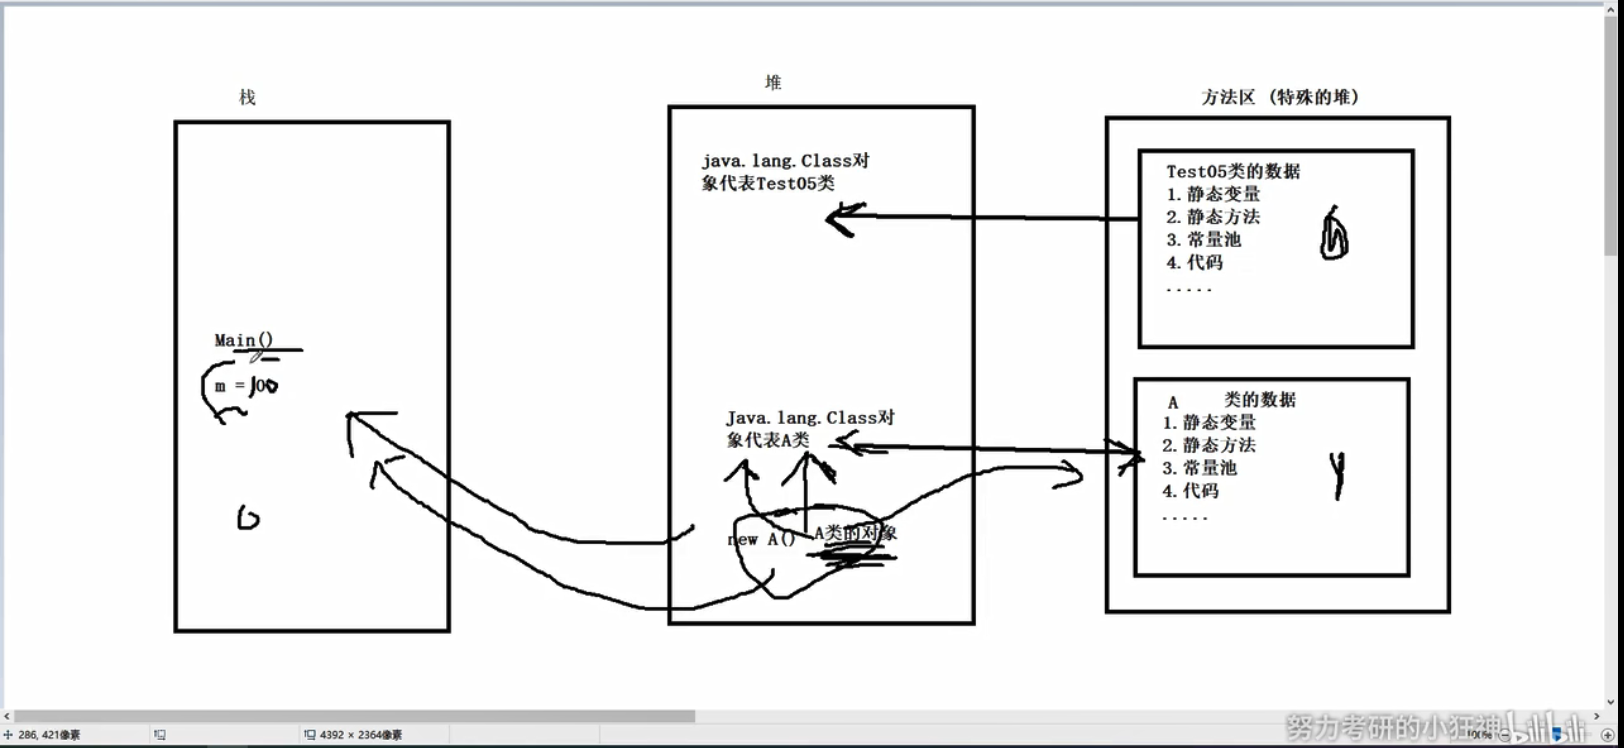 栈
堆
方法区 (特殊的堆)
java.lang.Class对
象代表Test05类
Test05类的数据
1.静态变量
2.静态方法
3.常量池
4.代码
.....
Main()
m =100
Java.lang.Class对
象代表A类
new A()
A类的对象
A 类的数据
1.静态变量
2.静态方法
3.常量池
4.代码
.....
286, 421像素
4392 × 2364像素
100%
努力考研的小狂神
bilibili